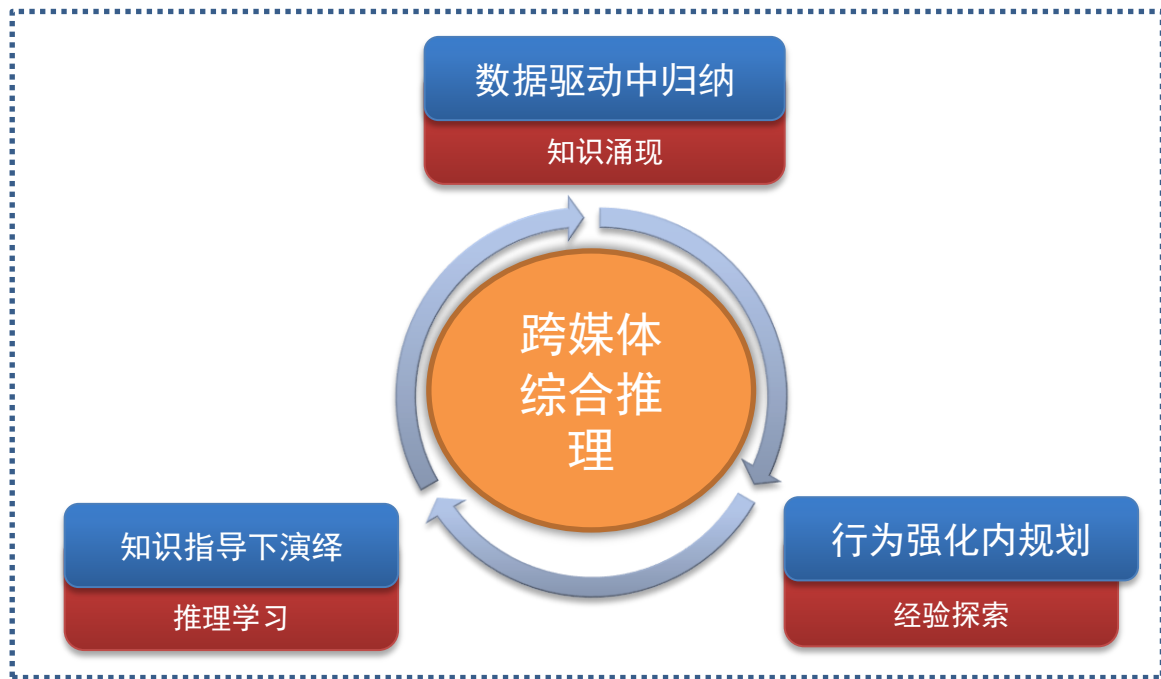 数据驱动中归纳
知识涌现
跨媒体
综合推
理
知识指导下演绎
推理学习
行为强化内规划
经验探索